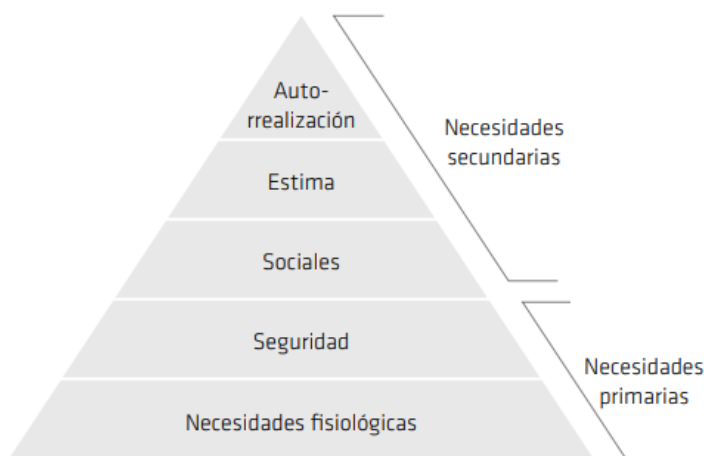 Auto-
rrealización
Necesidades
secundarias
Estima
Sociales
Seguridad
Necesidades
primarias
Necesidades fisiológicas